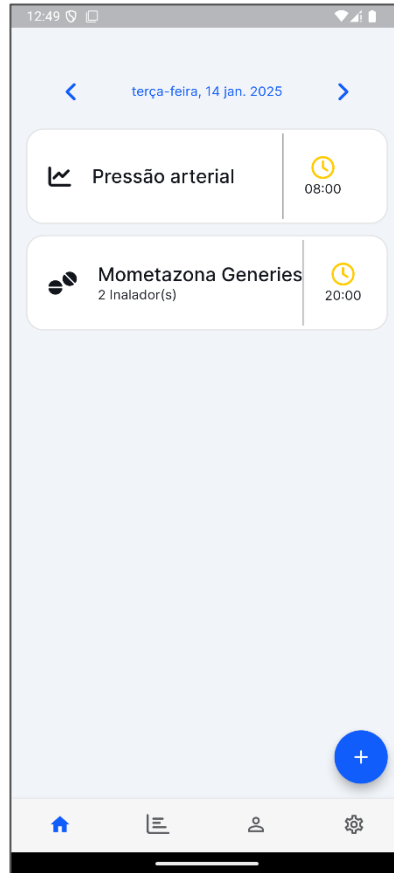 12:49
terça-feira, 14 jan. 2025
Pressão arterial
08:00
Mometazona Generies
2 Inalador(s)
20:00